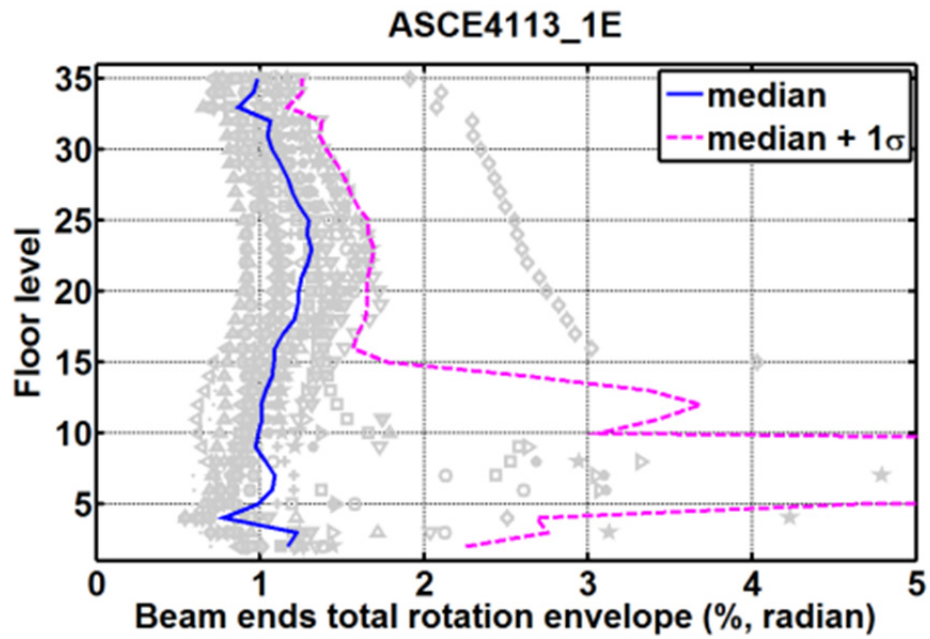 ASCE4113_1E
median
median + 1σ
Floor level
35
30
25
20
15
10
5
0 1 2 3 4 5
Beam ends total rotation envelope (%, radian)